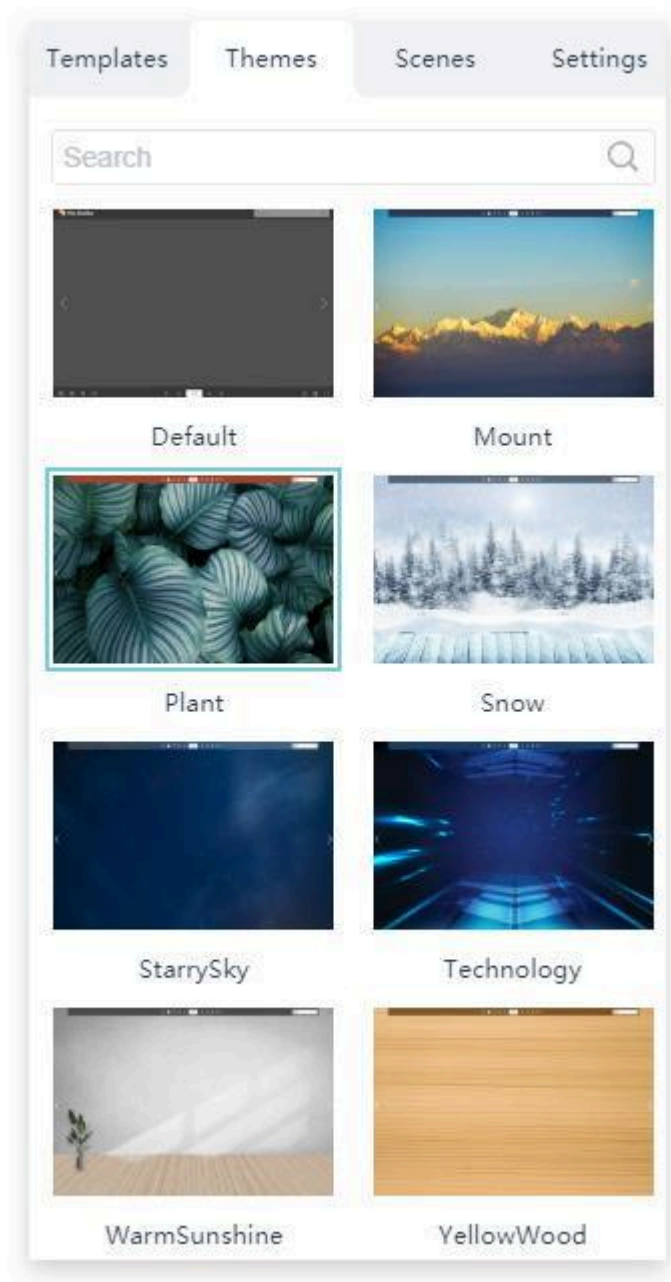 Templates Themes Scenes Settings
Search
Default Mount
Plant Snow
StarrySky Technology
WarmSunshine YellowWood